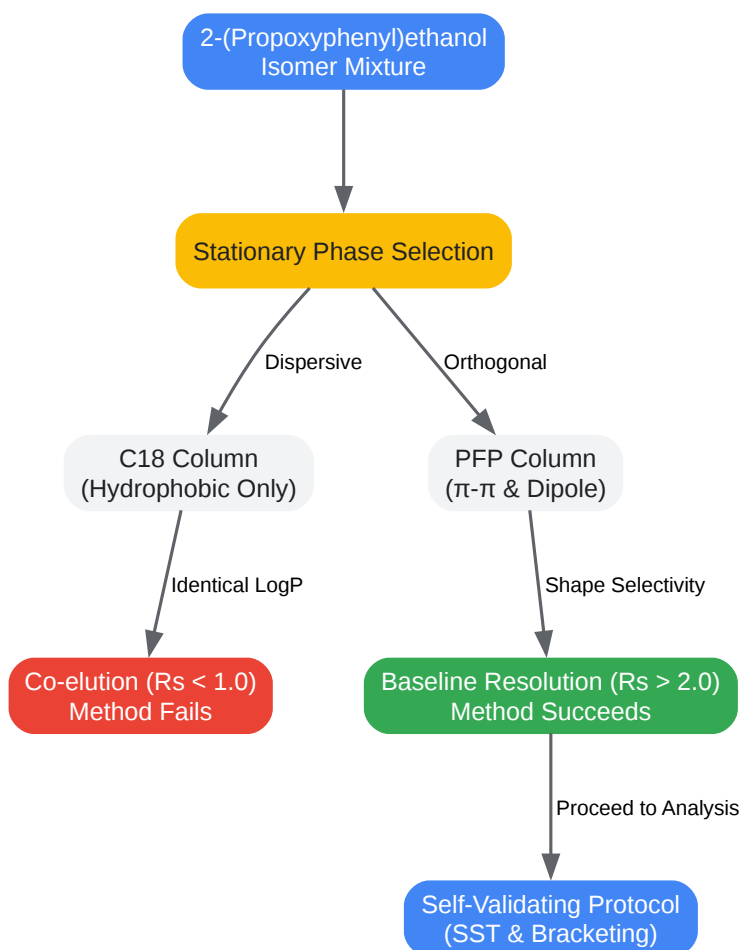 2-(Propoxyphenyl)ethanol
Isomer Mixture
Stationary Phase Selection
Dispersive
Orthogonal
C18 Column
(Hydrophobic Only)
PFP Column
(π-π & Dipole)
Identical LogP
Shape Selectivity
Co-elution (Rs < 1.0)
Method Fails
Baseline Resolution (Rs > 2.0)
Method Succeeds
Proceed to Analysis
Self-Validating Protocol
(SST & Bracketing)